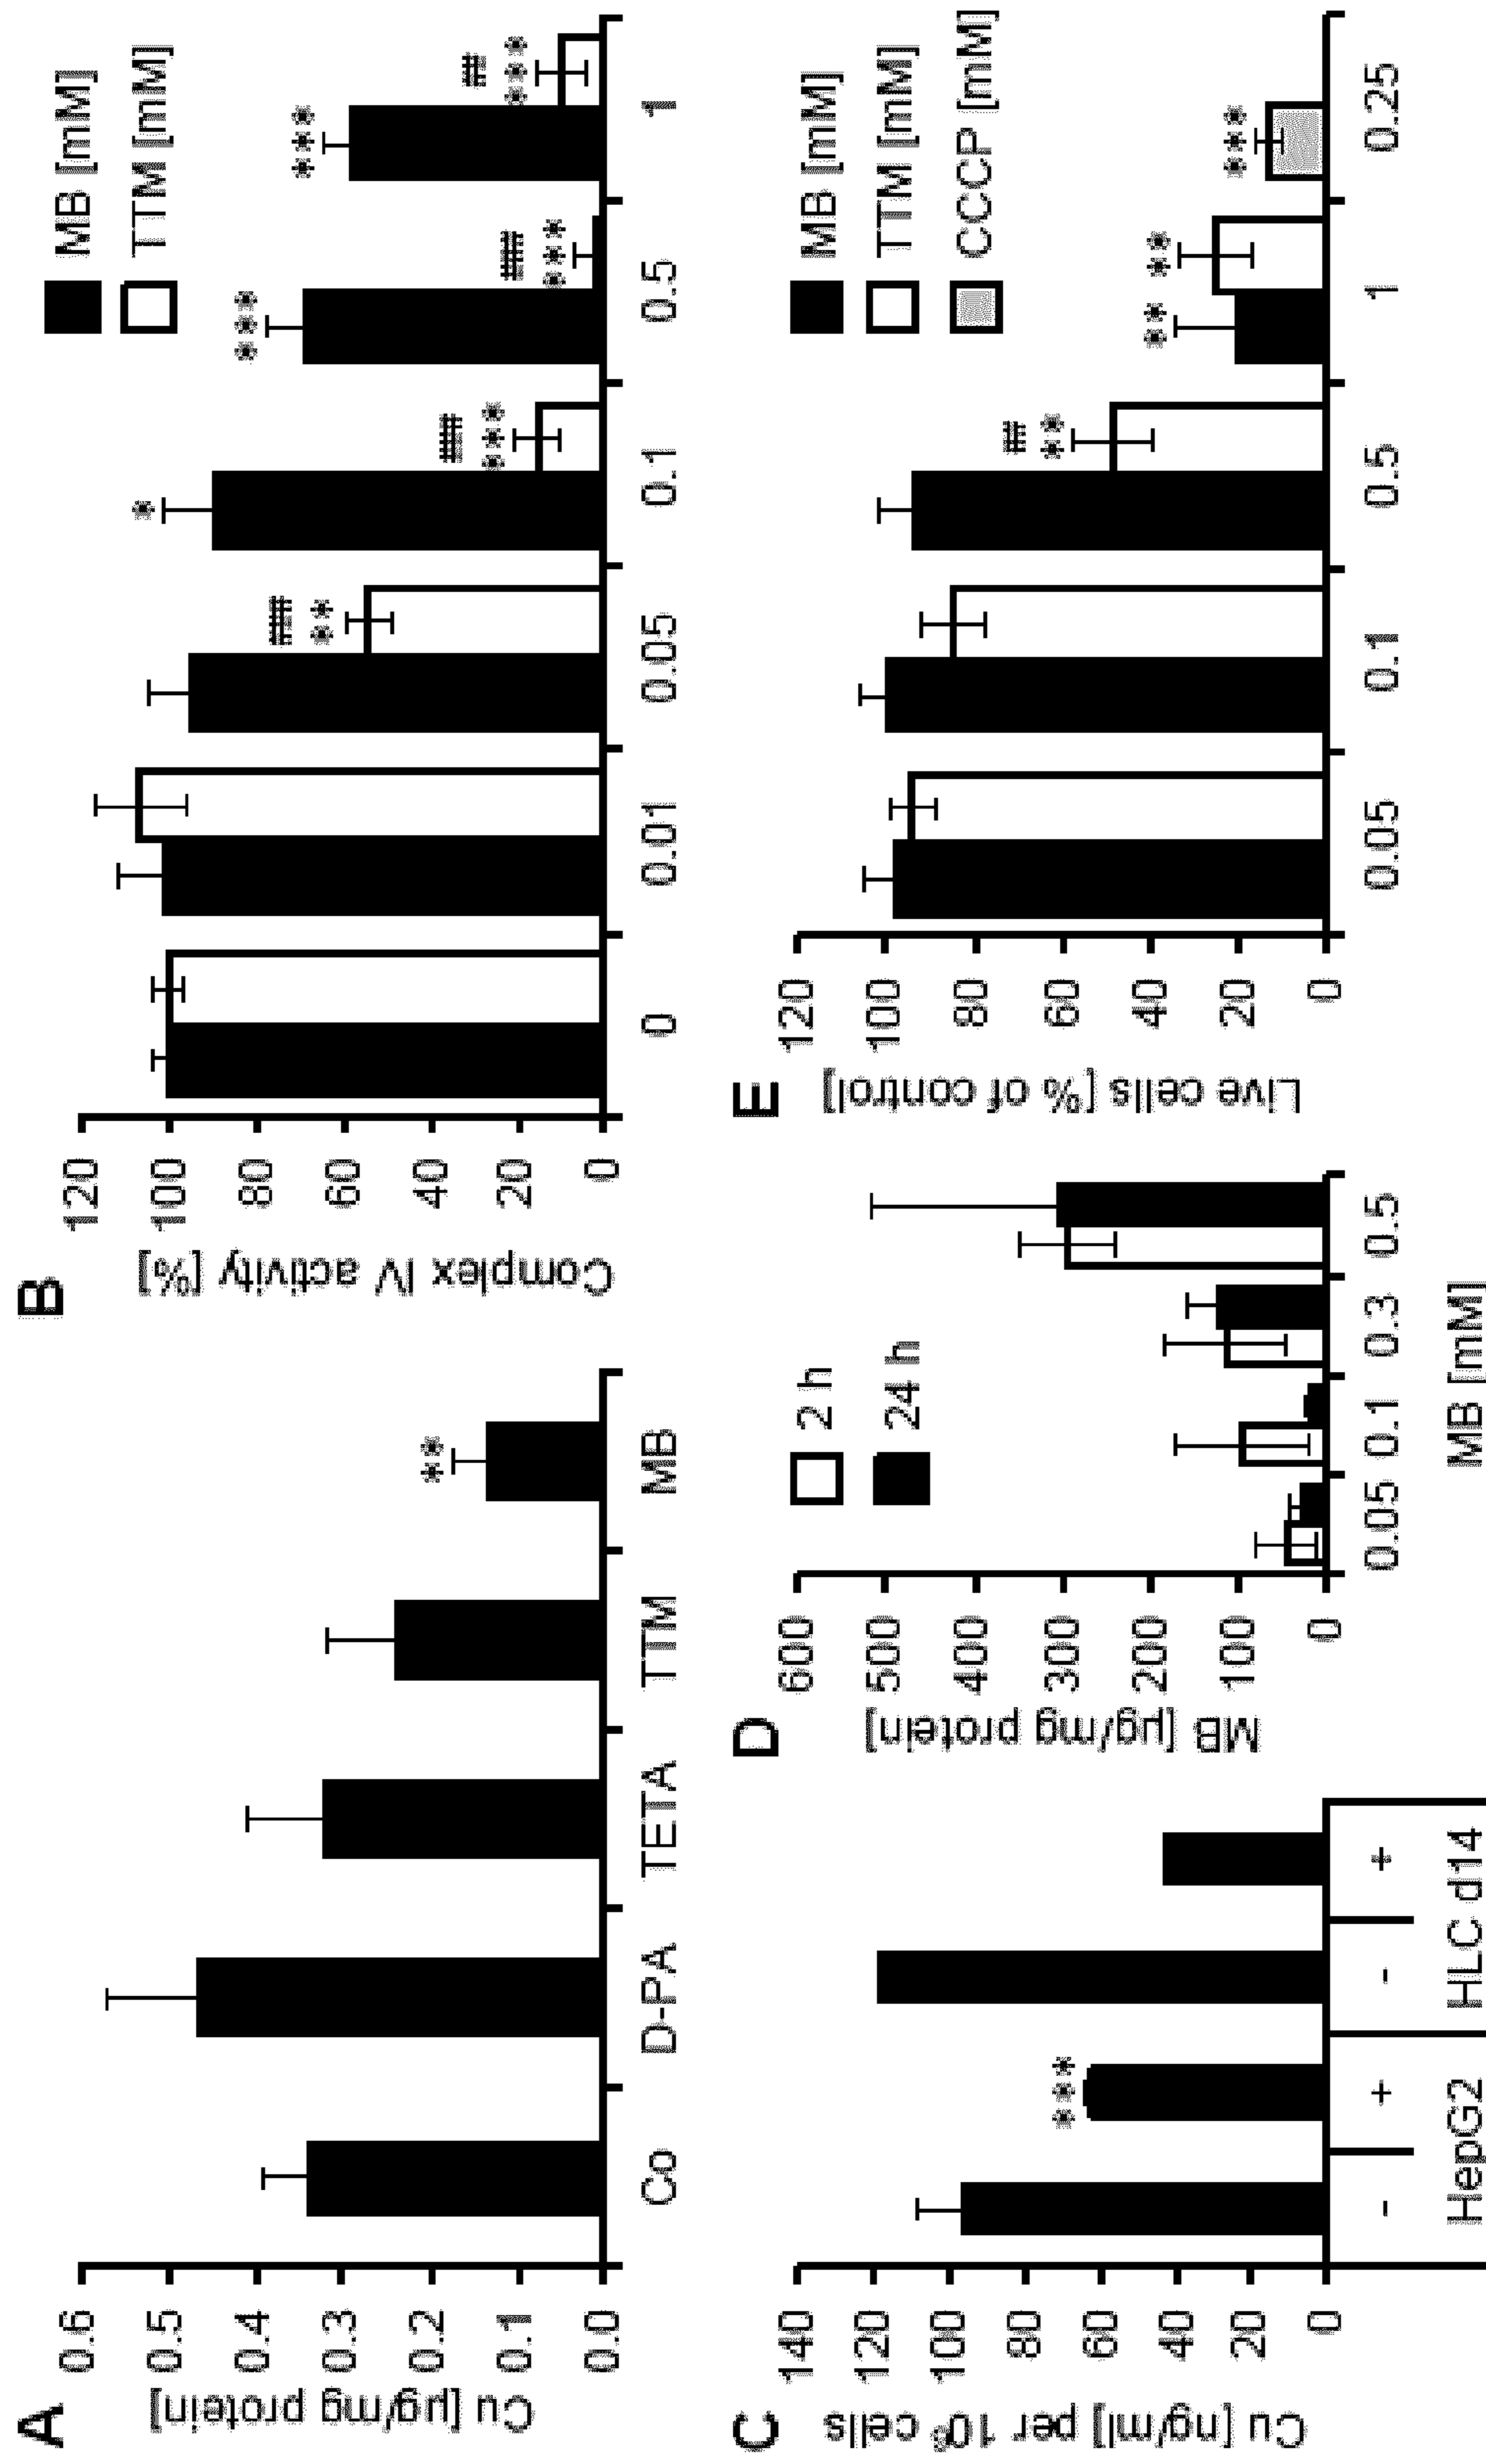 A
Cu [µg/mg protein]
0.6
0.5
0.4
0.3
0.2
0.1
0.0
Co D-PA TETA TTM MB
**
B
Complex IV activity [%]
120
100
80
60
40
20
0
0 0.01 0.05 0.1 0.5 1
MB [mM]
TTM [mM]
###
**
*
###
***
***
###
***
***
##
***
C
Cu [ng/ml] per 10⁶ cells
140
120
100
80
60
40
20
0
***
- + - +
HepG2 HLC d14
D
MB [µg/mg protein]
600
500
400
300
200
100
0
2 h
24 h
0.05 0.1 0.3 0.5
MB [mM]
E
Live cells [% of control]
120
100
80
60
40
20
0
MB [mM]
TTM [mM]
CCCP [mM]
##
**
**
**
***
0.05 0.1 0.5 1 0.25